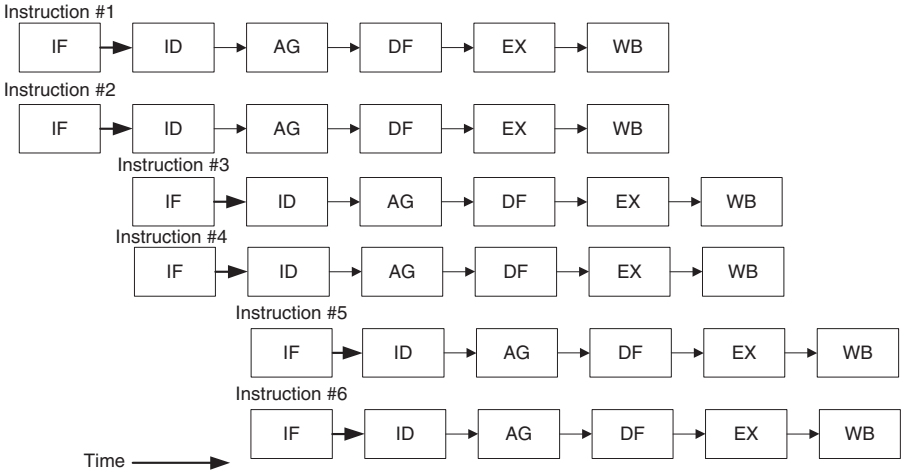 Instruction #1
IF ID AG DF EX WB
Instruction #2
IF ID AG DF EX WB
Instruction #3
IF ID AG DF EX WB
Instruction #4
IF ID AG DF EX WB
Instruction #5
IF ID AG DF EX WB
Instruction #6
IF ID AG DF EX WB
Time